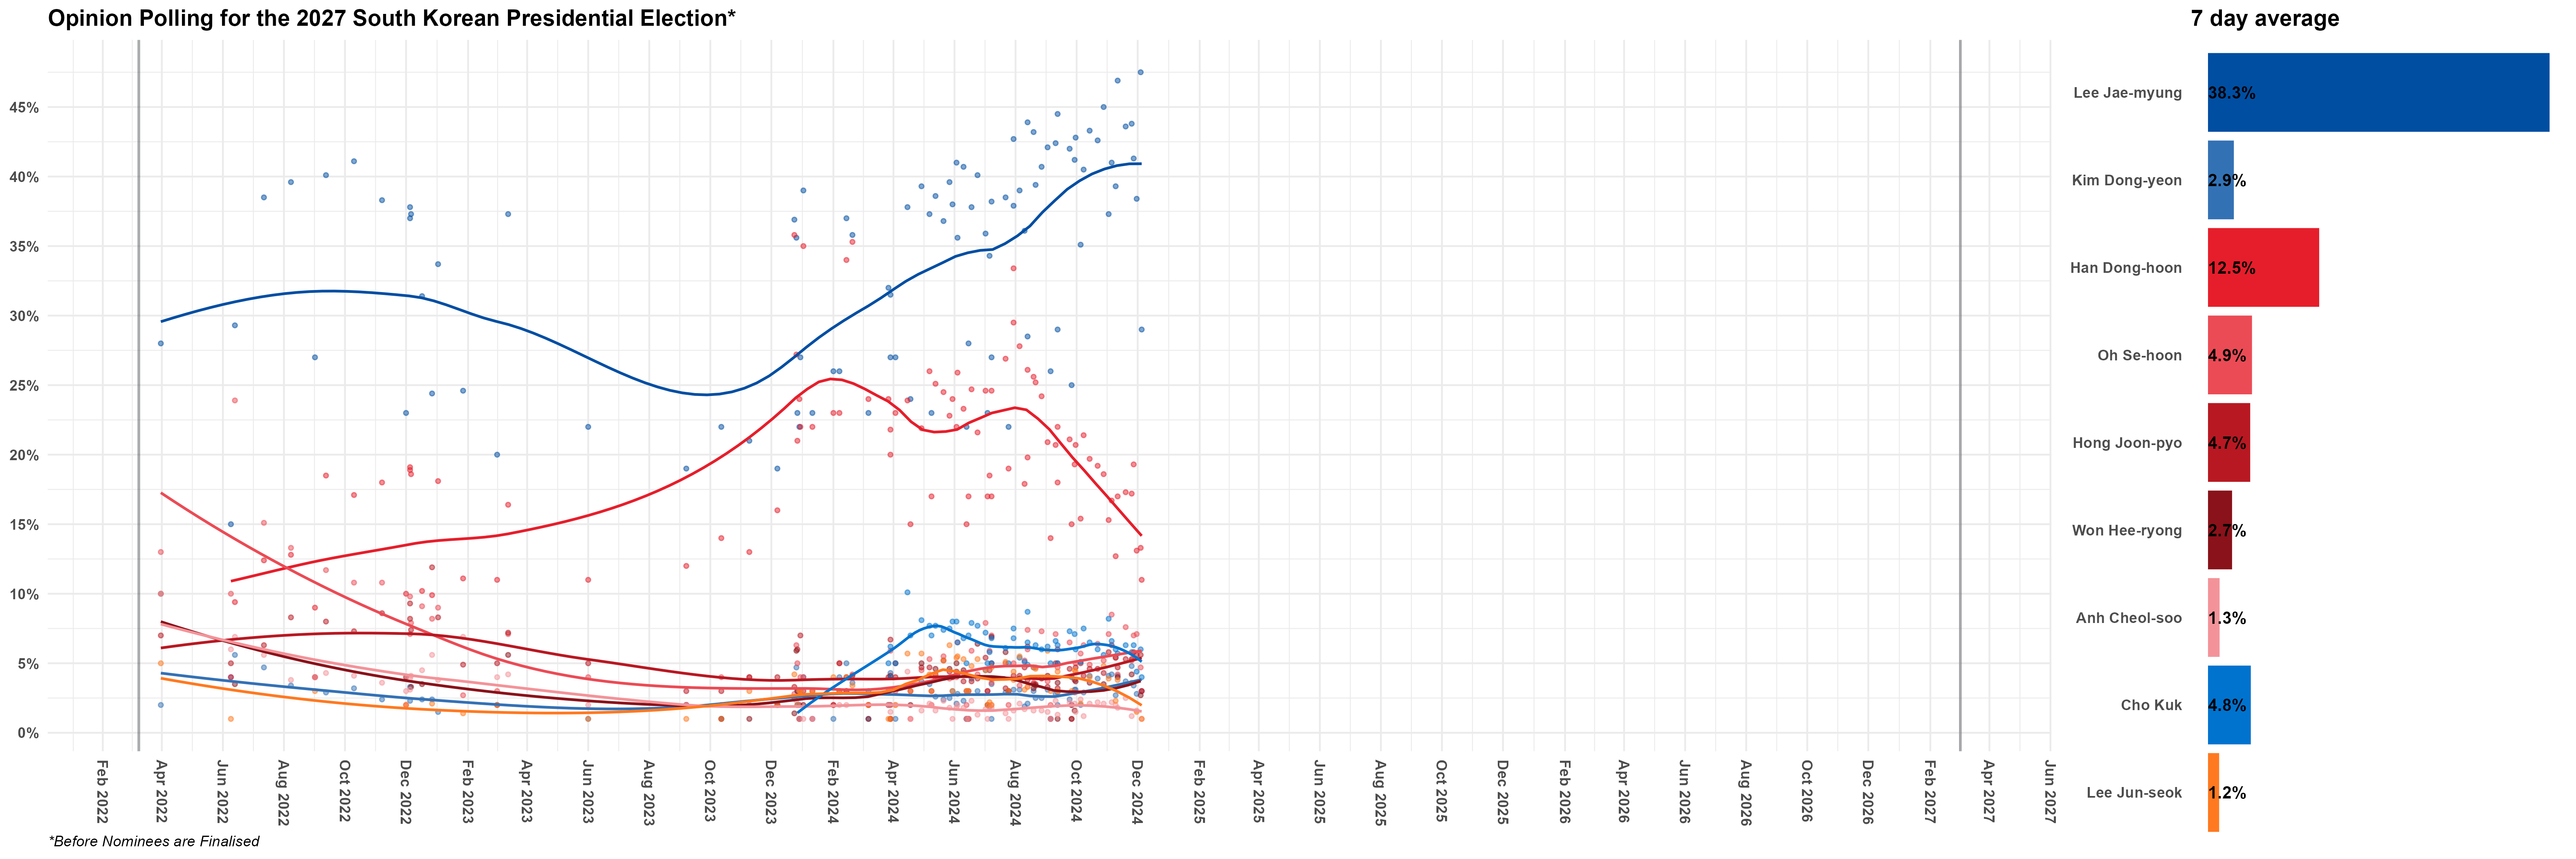 Opinion Polling for the 2027 South Korean Presidential Election*
7 day average
45%
40%
35%
30%
25%
20%
15%
10%
5%
0%
Feb 2022
Apr 2022
Jun 2022
Aug 2022
Oct 2022
Dec 2022
Feb 2023
Apr 2023
Jun 2023
Aug 2023
Oct 2023
Dec 2023
Feb 2024
Apr 2024
Jun 2024
Aug 2024
Oct 2024
Dec 2024
Feb 2025
Apr 2025
Jun 2025
Aug 2025
Oct 2025
Dec 2025
Feb 2026
Apr 2026
Jun 2026
Aug 2026
Oct 2026
Dec 2026
Feb 2027
Apr 2027
Jun 2027
*Before Nominees are Finalised
Lee Jae-myung 38.3%
Kim Dong-yeon 2.9%
Han Dong-hoon 12.5%
Oh Se-hoon 4.9%
Hong Joon-pyo 4.7%
Won Hee-ryong 2.7%
Anh Cheol-soo 1.3%
Cho Kuk 4.8%
Lee Jun-seok 1.2%